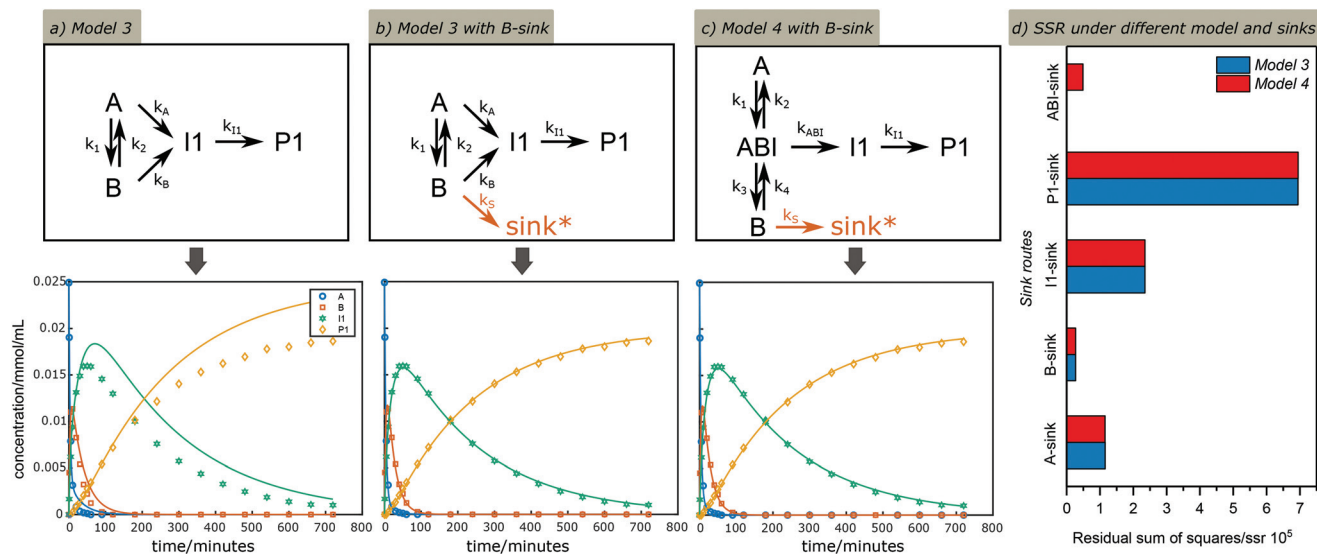 a) Model 3
A
k1
k2
kA
I1
kI1
P1
B
kB
b) Model 3 with B-sink
A
k1
k2
kA
I1
kI1
P1
B
kB
kS
sink*
c) Model 4 with B-sink
A
k1
k2
ABI
kABI
I1
kI1
P1
k3
k4
B
kS
sink*
concentration/mmol/mL
0.025
0.02
0.015
0.01
0.005
0
A
B
I1
P1
0 100 200 300 400 500 600 700 800
time/minutes
0 100 200 300 400 500 600 700 800
time/minutes
0 100 200 300 400 500 600 700 800
time/minutes
d) SSR under different model and sinks
Model 3
Model 4
Sink routes
ABI-sink
P1-sink
I1-sink
B-sink
A-sink
0 1 2 3 4 5 6 7
Residual sum of squares/ssr 10⁵